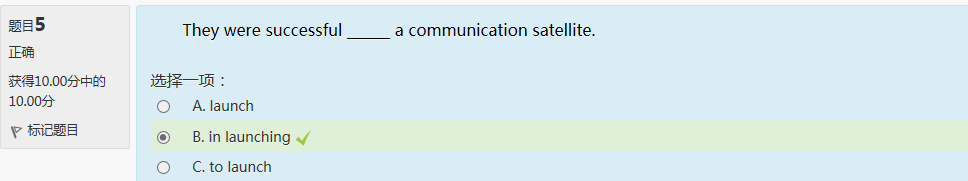 题目5
正确
获得10.00分中的
10.00分
标记题目
They were successful _____ a communication satellite.
选择一项：
A. launch
B. in launching
C. to launch